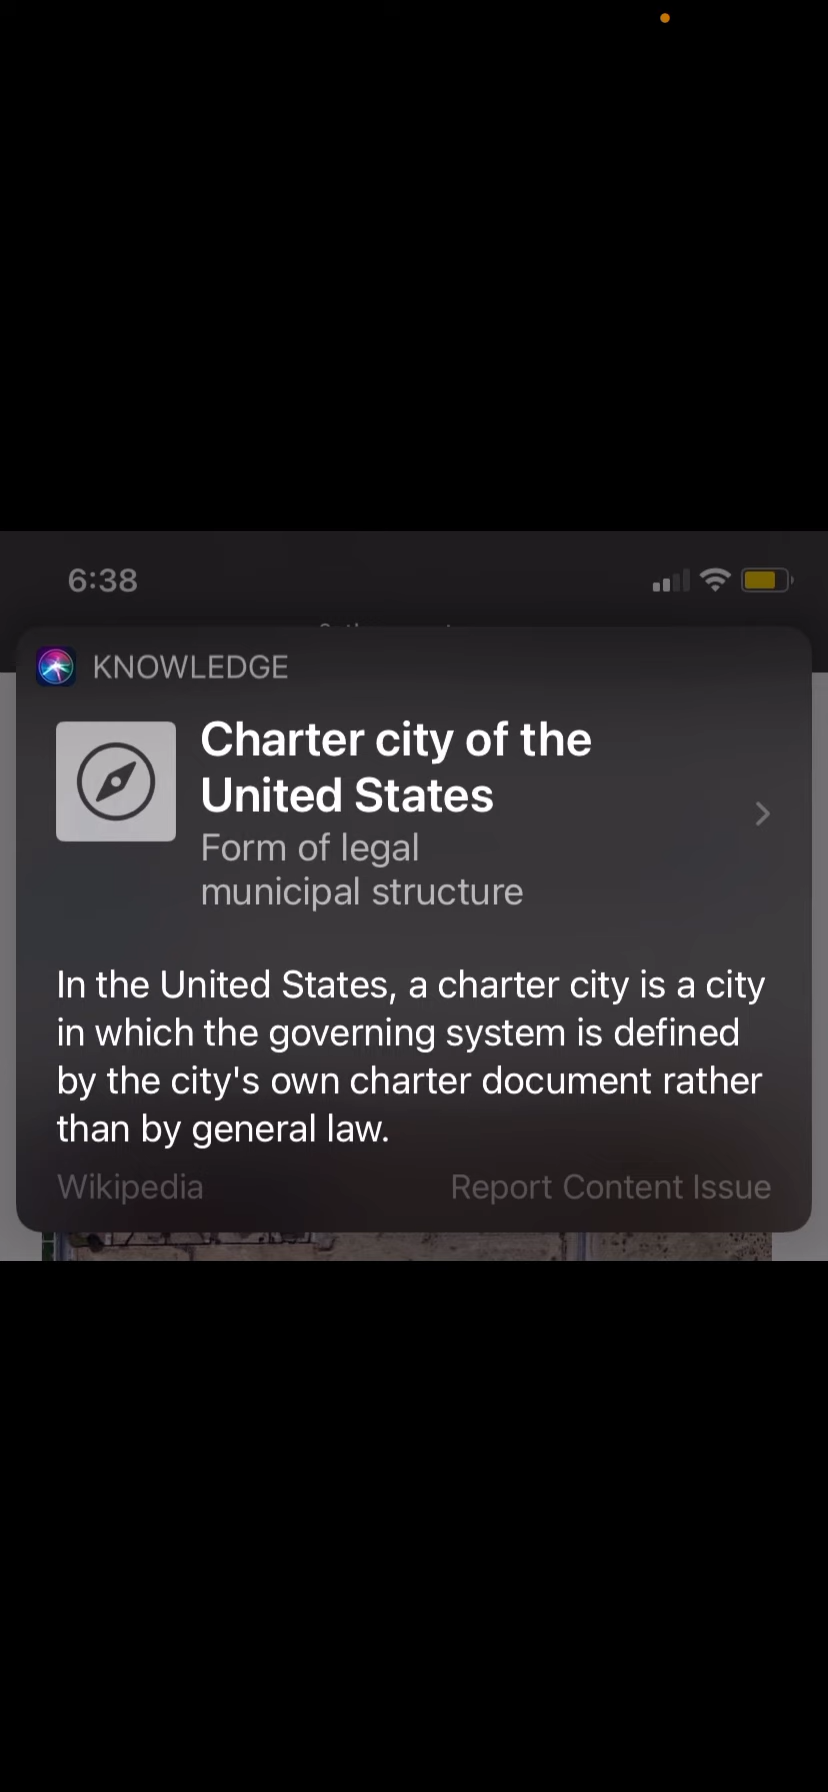 6:38
KNOWLEDGE
Charter city of the
United States
Form of legal
municipal structure
In the United States, a charter city is a city
in which the governing system is defined
by the city's own charter document rather
than by general law.
Wikipedia
Report Content Issue